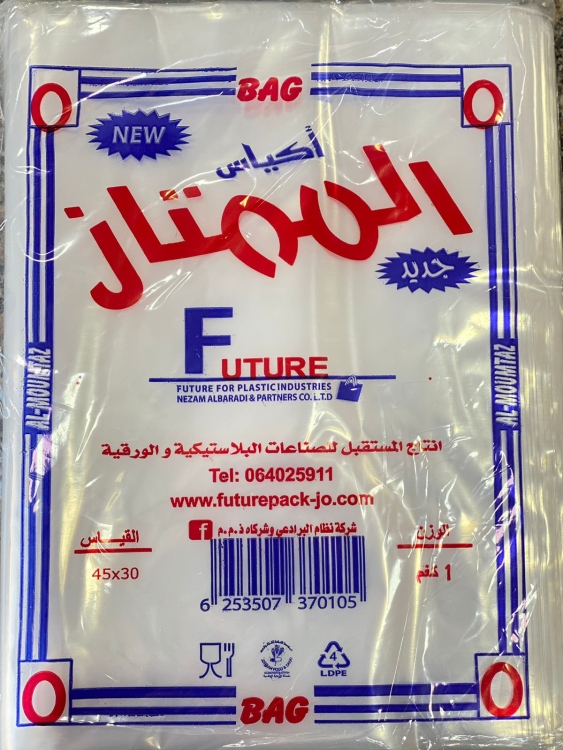 BAG
NEW
أكياس
الممتاز
جديد
FUTURE
FUTURE FOR PLASTIC INDUSTRIES
NEZAM ALBARADI & PARTNERS CO. L.T.D
AL-MOUMTAZ
AL-MOUMTAZ
انتاج المستقبل للصناعات البلاستيكية و الورقية
Tel: 064025911
www.futurepack-jo.com
شركة نظام البرادعي وشركاه ذ.م.م
القياس
45x30
الوزن
1 كغم
6 253507 370105
4
LDPE
BAG